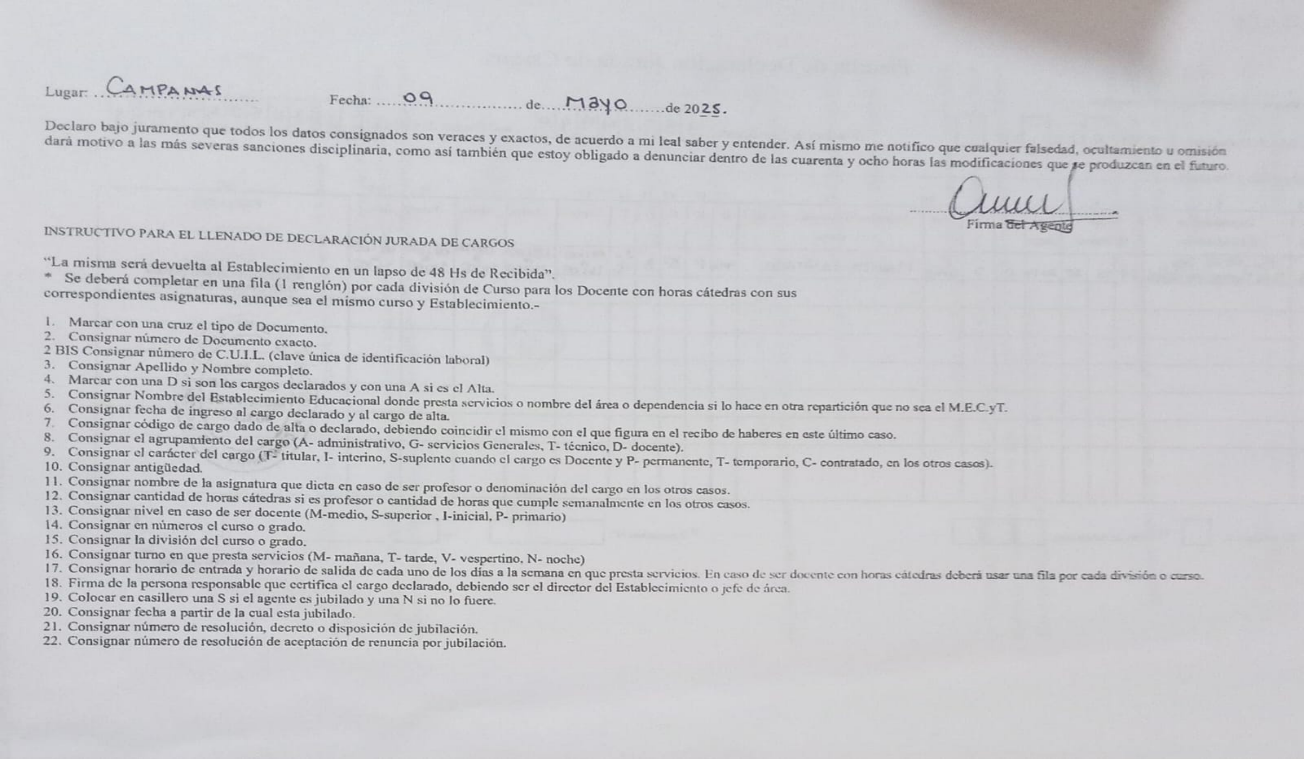 Lugar: CAMPANAS Fecha: 09 de Mayo de 2025.
Declaro bajo juramento que todos los datos consignados son veraces y exactos, de acuerdo a mi leal saber y entender. Así mismo me notifico que cualquier falsedad, ocultamiento u omisión
dará motivo a las más severas sanciones disciplinaria, como así también que estoy obligado a denunciar dentro de las cuarenta y ocho horas las modificaciones que se produzcan en el futuro.
Firma del Agente
INSTRUCTIVO PARA EL LLENADO DE DECLARACIÓN JURADA DE CARGOS
“La misma será devuelta al Establecimiento en un lapso de 48 Hs de Recibida”.
* Se deberá completar en una fila (1 renglón) por cada división de Curso para los Docente con horas cátedras con sus
correspondientes asignaturas, aunque sea el mismo curso y Establecimiento.-
1. Marcar con una cruz el tipo de Documento.
2. Consignar número de Documento exacto.
2 BIS Consignar número de C.U.I.L. (clave única de identificación laboral)
3. Consignar Apellido y Nombre completo.
4. Marcar con una D si son los cargos declarados y con una A si es el Alta.
5. Consignar Nombre del Establecimiento Educacional donde presta servicios o nombre del área o dependencia si lo hace en otra repartición que no sea el M.E.C.yT.
6. Consignar fecha de ingreso al cargo declarado y al cargo de alta.
7. Consignar código de cargo dado de alta o declarado, debiendo coincidir el mismo con el que figura en el recibo de haberes en este último caso.
8. Consignar el agrupamiento del cargo (A- administrativo, G- servicios Generales, T- técnico, D- docente).
9. Consignar el carácter del cargo (T- titular, I- interino, S-suplente cuando el cargo es Docente y P- permanente, T- temporario, C- contratado, en los otros casos).
10. Consignar antigüedad.
11. Consignar nombre de la asignatura que dicta en caso de ser profesor o denominación del cargo en los otros casos.
12. Consignar cantidad de horas cátedras si es profesor o cantidad de horas que cumple semanalmente en los otros casos.
13. Consignar nivel en caso de ser docente (M-medio, S-superior , I-inicial, P- primario)
14. Consignar en números el curso o grado.
15. Consignar la división del curso o grado.
16. Consignar turno en que presta servicios (M- mañana, T- tarde, V- vespertino, N- noche)
17. Consignar horario de entrada y horario de salida de cada uno de los días a la semana en que presta servicios. En caso de ser docente con horas cátedras deberá usar una fila por cada división o curso.
18. Firma de la persona responsable que certifica el cargo declarado, debiendo ser el director del Establecimiento o jefe de área.
19. Colocar en casillero una S si el agente es jubilado y una N si no lo fuere.
20. Consignar fecha a partir de la cual esta jubilado.
21. Consignar número de resolución, decreto o disposición de jubilación.
22. Consignar número de resolución de aceptación de renuncia por jubilación.